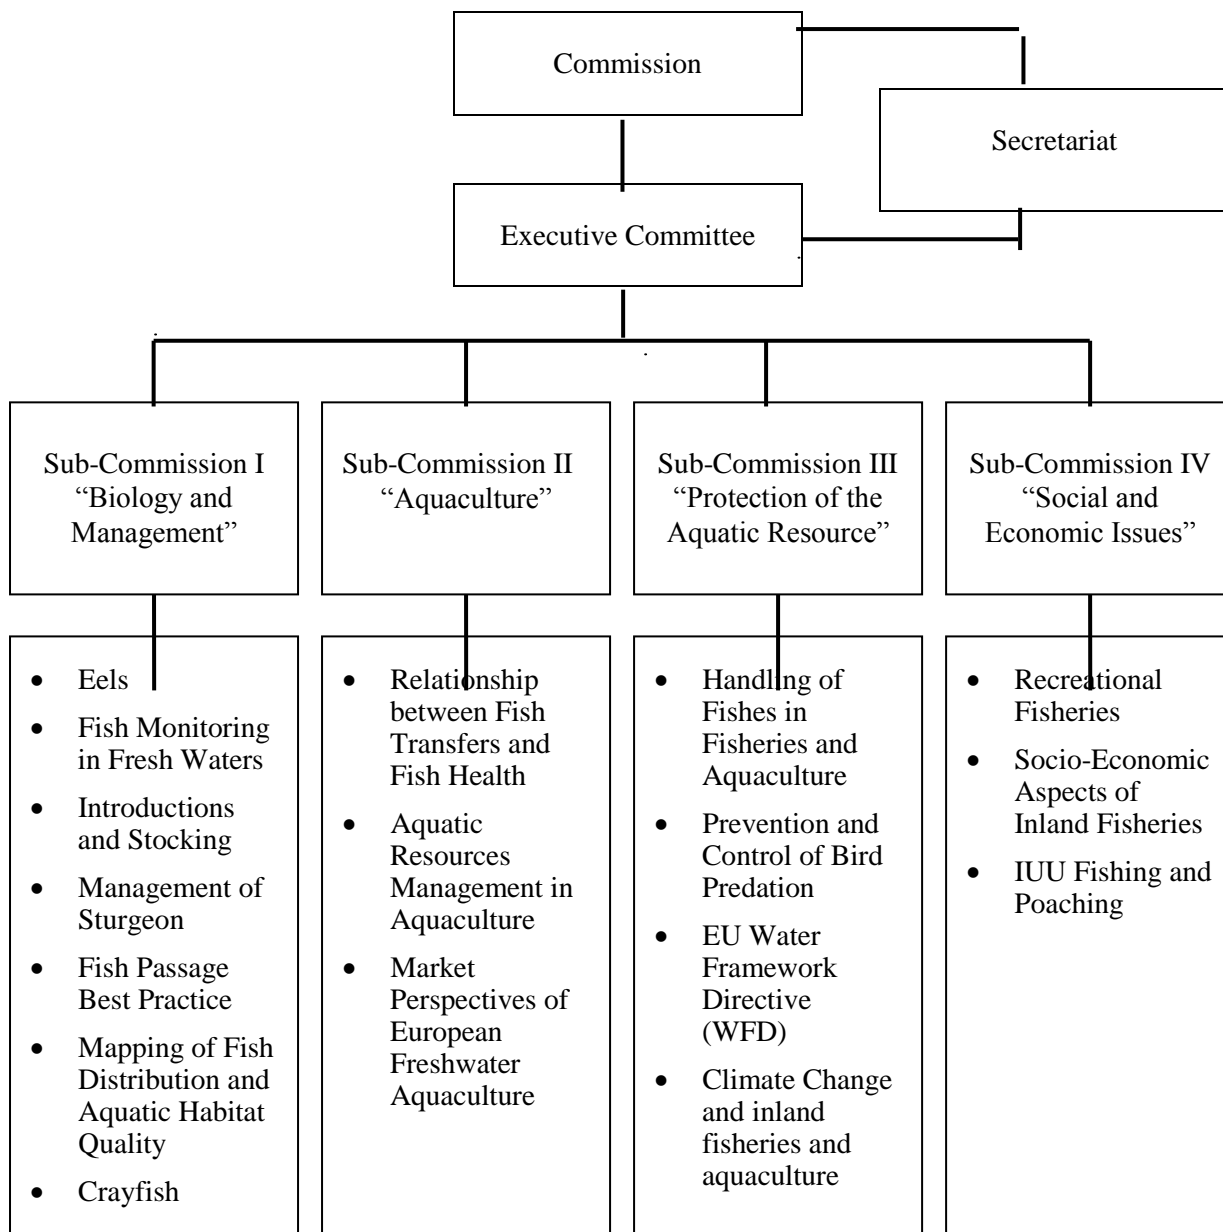 Commission
Secretariat
Executive Committee
Sub-Commission I
“Biology and
Management”
Sub-Commission II
“Aquaculture”
Sub-Commission III
“Protection of the
Aquatic Resource”
Sub-Commission IV
“Social and
Economic Issues”
• Eels
• Fish Monitoring
in Fresh Waters
• Introductions
and Stocking
• Management of
Sturgeon
• Fish Passage
Best Practice
• Mapping of Fish
Distribution and
Aquatic Habitat
Quality
• Crayfish
• Relationship
between Fish
Transfers and
Fish Health
• Aquatic
Resources
Management in
Aquaculture
• Market
Perspectives of
European
Freshwater
Aquaculture
• Handling of
Fishes in
Fisheries and
Aquaculture
• Prevention and
Control of Bird
Predation
• EU Water
Framework
Directive
(WFD)
• Climate Change
and inland
fisheries and
aquaculture
• Recreational
Fisheries
• Socio-Economic
Aspects of
Inland Fisheries
• IUU Fishing and
Poaching